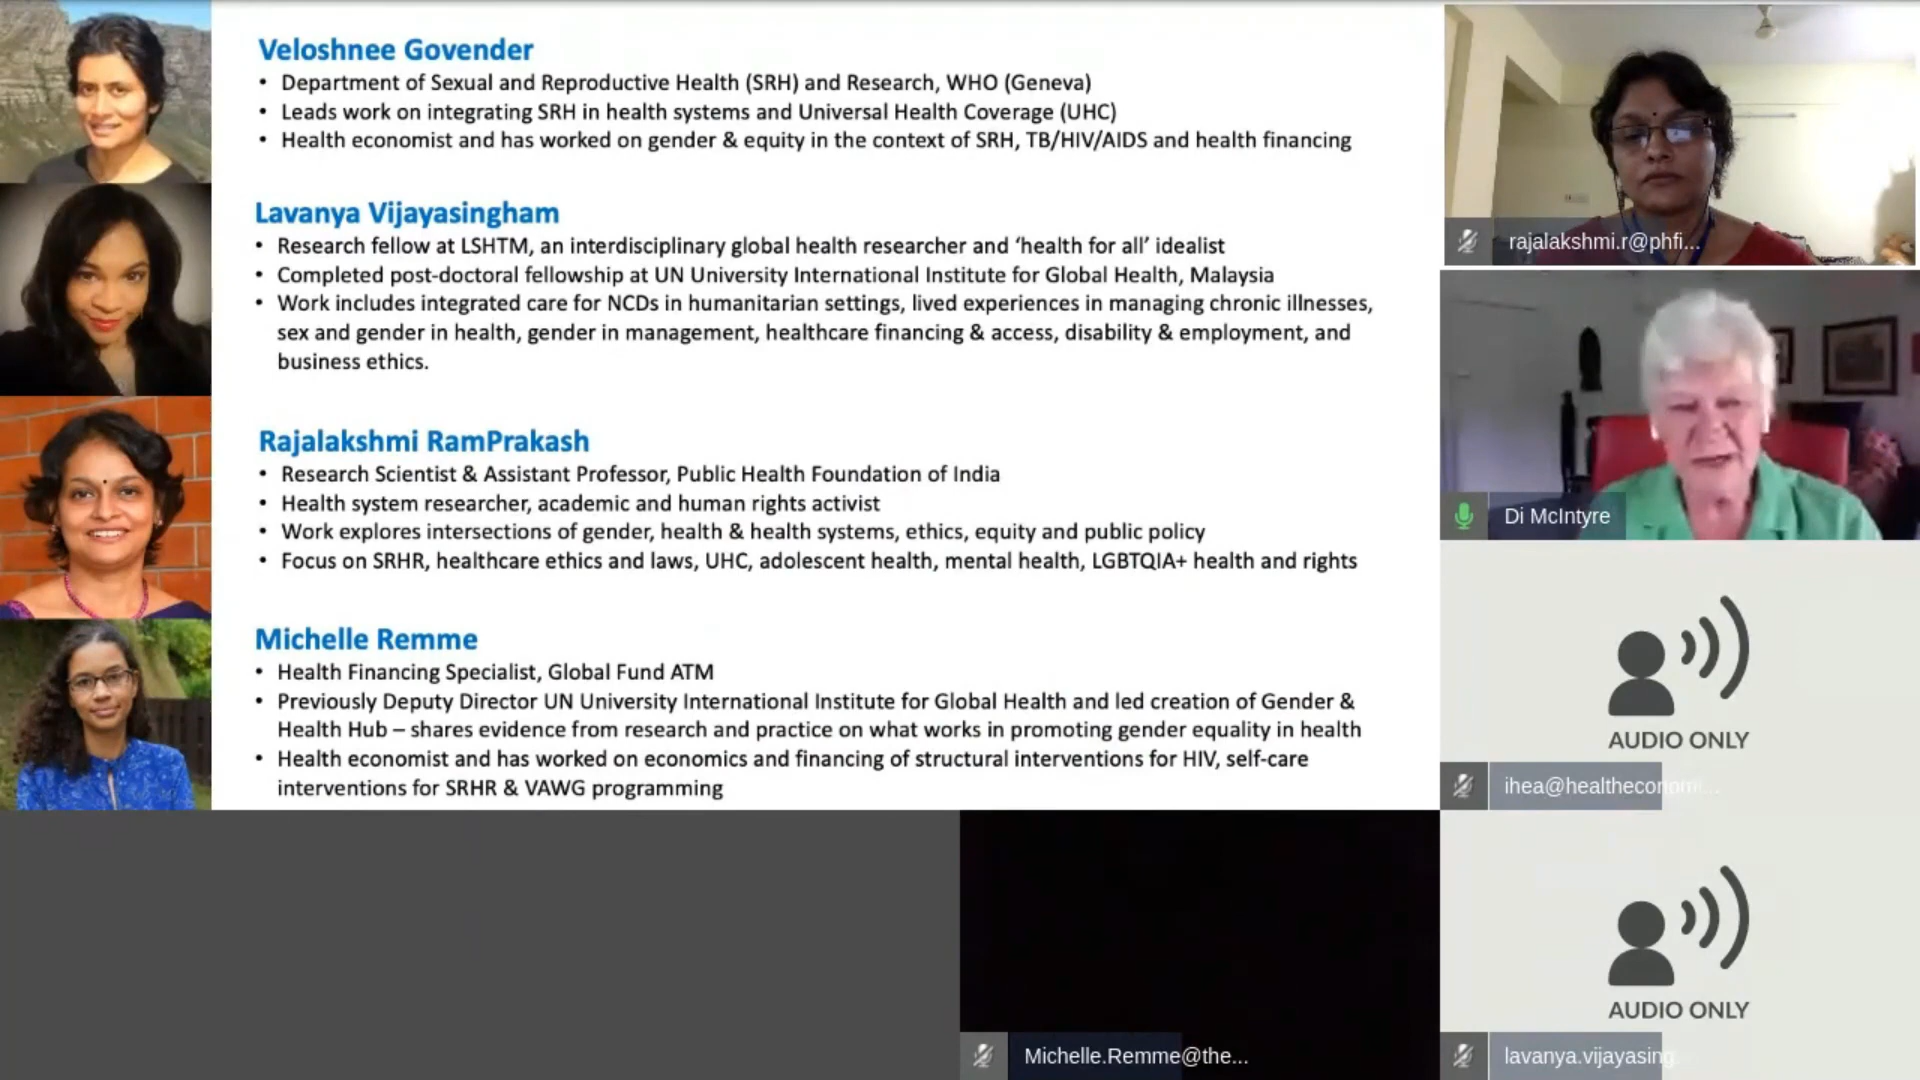 Veloshnee Govender
• Department of Sexual and Reproductive Health (SRH) and Research, WHO (Geneva)
• Leads work on integrating SRH in health systems and Universal Health Coverage (UHC)
• Health economist and has worked on gender & equity in the context of SRH, TB/HIV/AIDS and health financing
Lavanya Vijayasingham
• Research fellow at LSHTM, an interdisciplinary global health researcher and ‘health for all’ idealist
• Completed post-doctoral fellowship at UN University International Institute for Global Health, Malaysia
• Work includes integrated care for NCDs in humanitarian settings, lived experiences in managing chronic illnesses,
sex and gender in health, gender in management, healthcare financing & access, disability & employment, and
business ethics.
Rajalakshmi RamPrakash
• Research Scientist & Assistant Professor, Public Health Foundation of India
• Health system researcher, academic and human rights activist
• Work explores intersections of gender, health & health systems, ethics, equity and public policy
• Focus on SRHR, healthcare ethics and laws, UHC, adolescent health, mental health, LGBTQIA+ health and rights
Michelle Remme
• Health Financing Specialist, Global Fund ATM
• Previously Deputy Director UN University International Institute for Global Health and led creation of Gender &
Health Hub – shares evidence from research and practice on what works in promoting gender equality in health
• Health economist and has worked on economics and financing of structural interventions for HIV, self-care
interventions for SRHR & VAWG programming
rajalakshmi.r@phfi...
Di McIntyre
AUDIO ONLY
ihea@healtheconomi...
AUDIO ONLY
Michelle.Remme@the...
lavanya.vijayasing